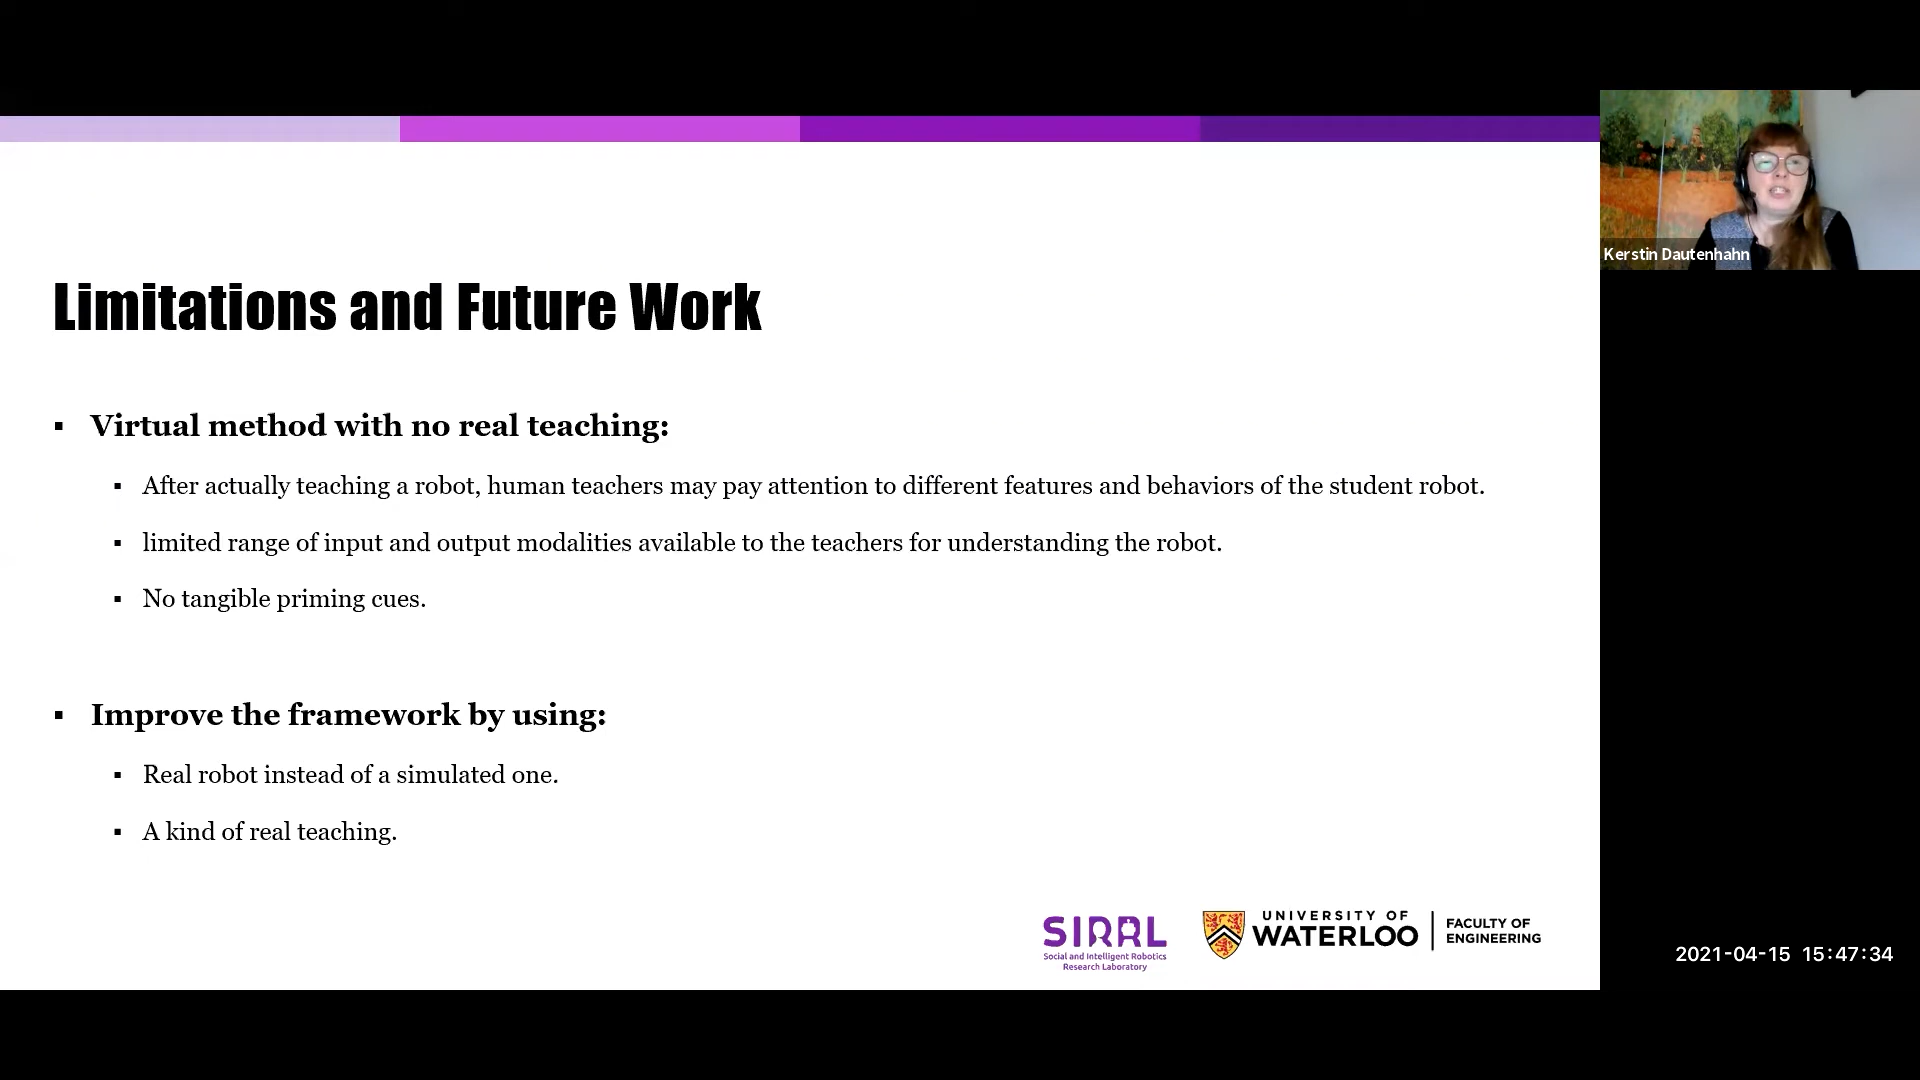 Kerstin Dautenhahn
Limitations and Future Work
▪ Virtual method with no real teaching:
▪ After actually teaching a robot, human teachers may pay attention to different features and behaviors of the student robot.
▪ limited range of input and output modalities available to the teachers for understanding the robot.
▪ No tangible priming cues.
▪ Improve the framework by using:
▪ Real robot instead of a simulated one.
▪ A kind of real teaching.
SIRRL
Social and Intelligent Robotics
Research Laboratory
UNIVERSITY OF
WATERLOO
FACULTY OF
ENGINEERING
2021-04-15 15:47:34